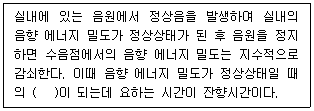 실내에 있는 음원에서 정상음을 발생하여 실내의
음향 에너지 밀도가 정상상태가 된 후 음원을 정지
하면 수음점에서의 음향 에너지 밀도는 지수적으로
감쇠한다. 이때 음향 에너지 밀도가 정상상태일 때
의 (  )이 되는데 요하는 시간이 잔향시간이다.